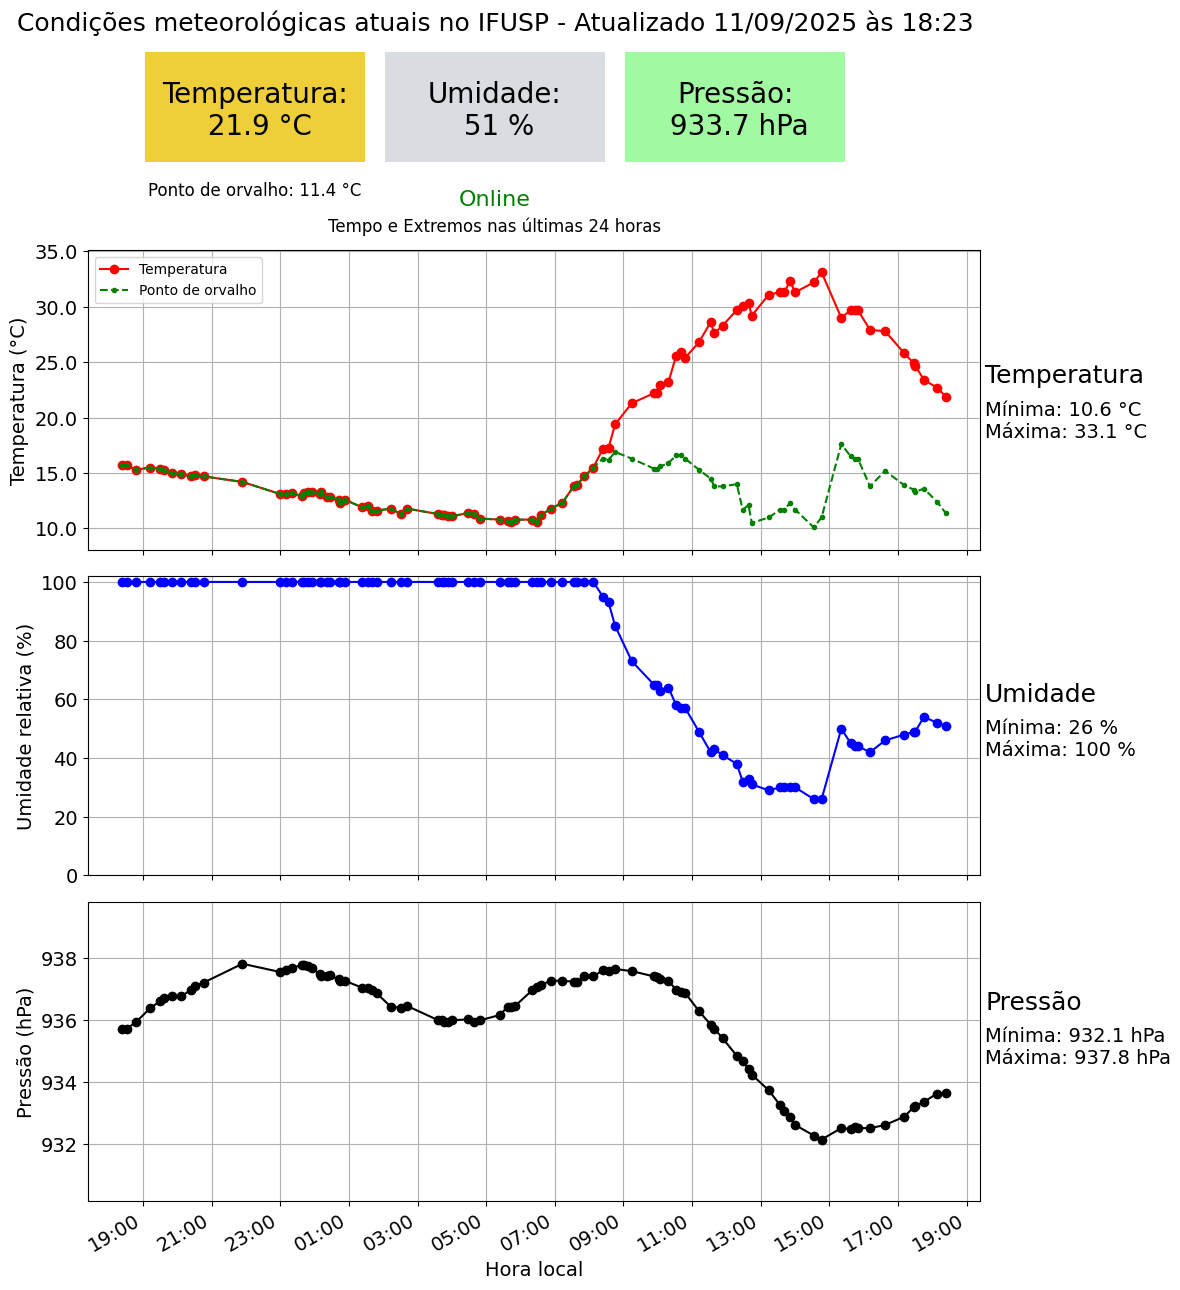 Condições meteorológicas atuais no IFUSP - Atualizado 11/09/2025 às 18:23
Temperatura:
21.9 °C
Umidade:
51 %
Pressão:
933.7 hPa
Ponto de orvalho: 11.4 °C
Online
Tempo e Extremos nas últimas 24 horas
Temperatura (°C)
35.0
30.0
25.0
20.0
15.0
10.0
Temperatura
Ponto de orvalho
Temperatura
Mínima: 10.6 °C
Máxima: 33.1 °C
Umidade relativa (%)
100
80
60
40
20
0
Umidade
Mínima: 26 %
Máxima: 100 %
Pressão (hPa)
938
936
934
932
Pressão
Mínima: 932.1 hPa
Máxima: 937.8 hPa
19:00 21:00 23:00 01:00 03:00 05:00 07:00 09:00 11:00 13:00 15:00 17:00 19:00
Hora local